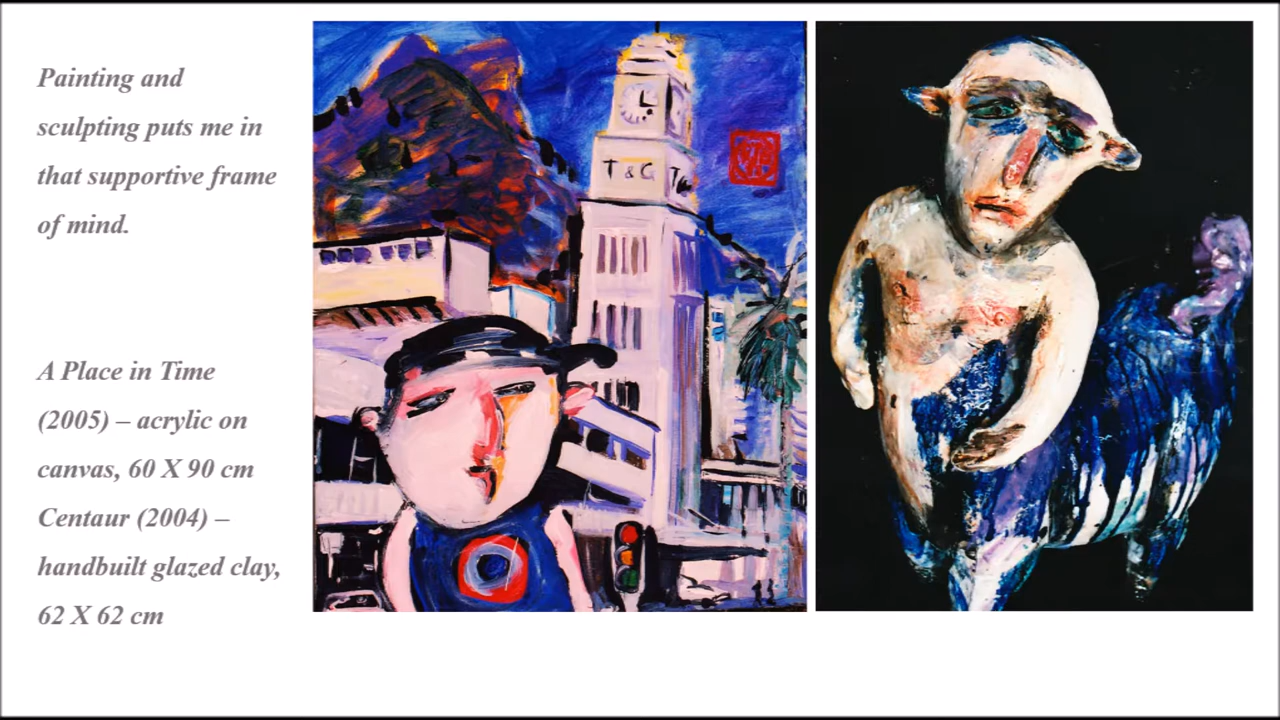 Painting and
sculpting puts me in
that supportive frame
of mind.
A Place in Time
(2005) – acrylic on
canvas, 60 X 90 cm
Centaur (2004) –
handbuilt glazed clay,
62 X 62 cm
T & G